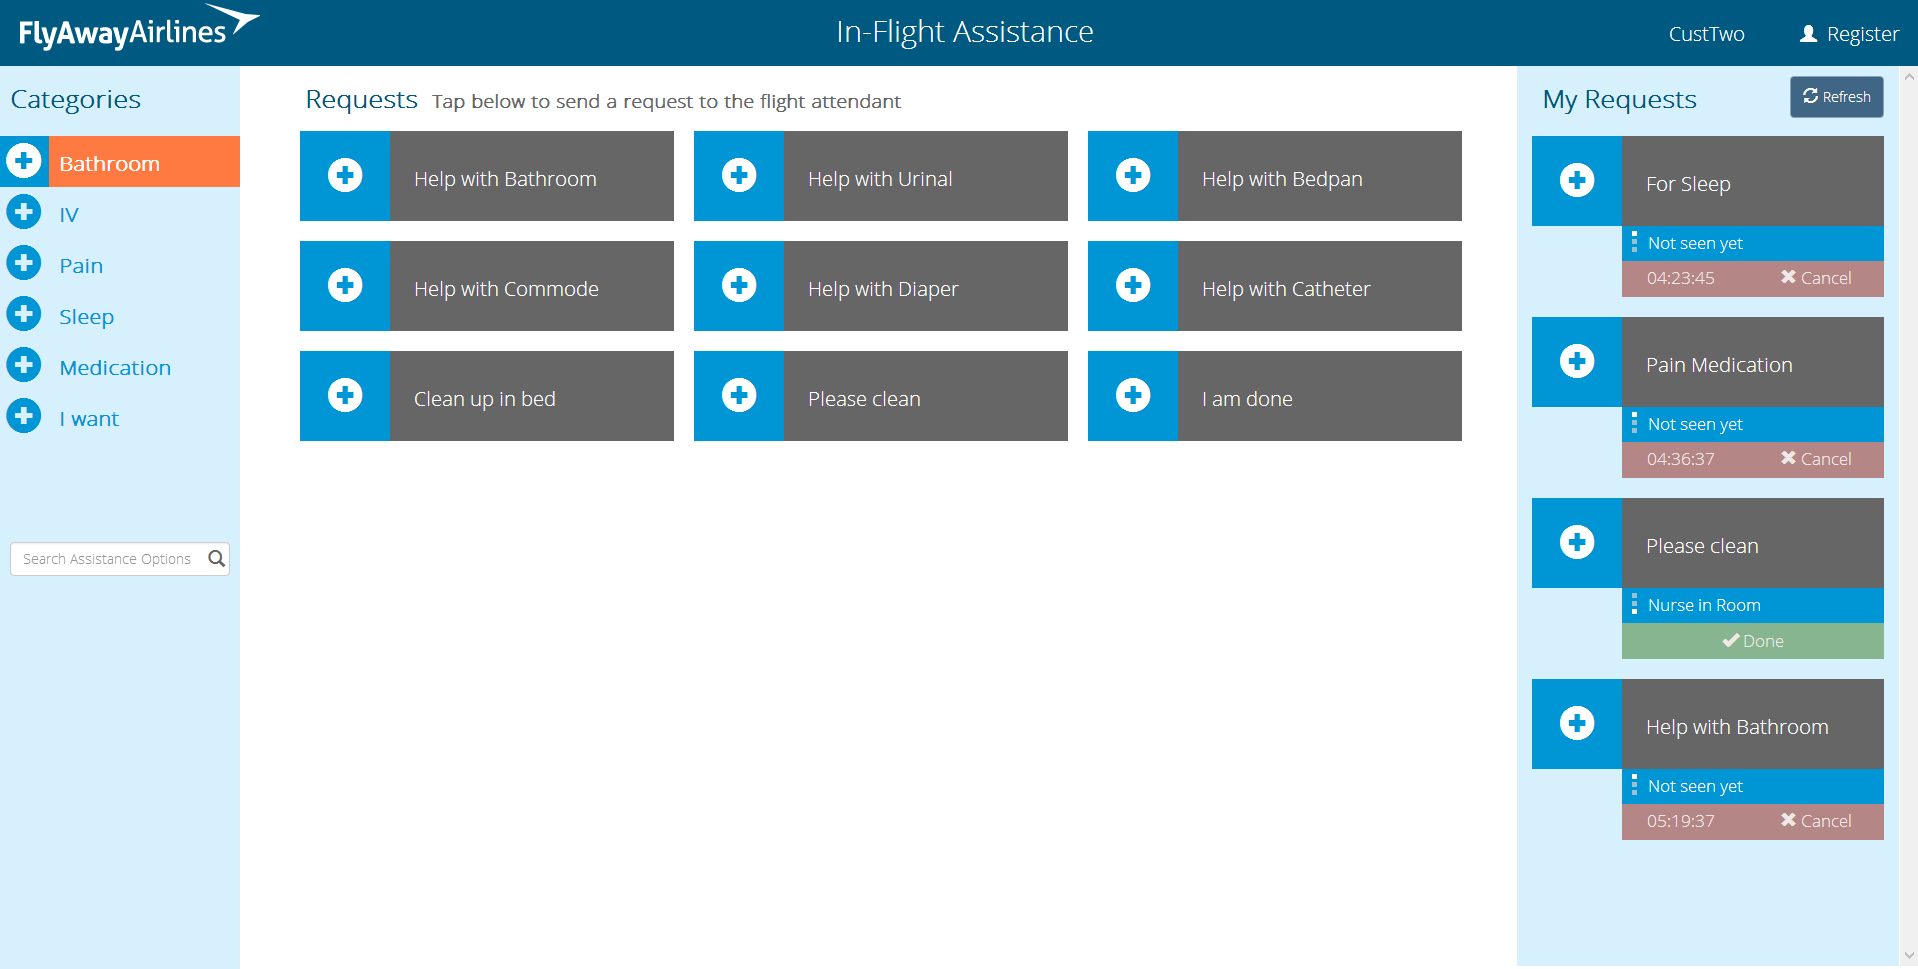 FlyAwayAirlines
In-Flight Assistance
CustTwo
Register
Categories
Bathroom
IV
Pain
Sleep
Medication
I want
Search Assistance Options
Requests Tap below to send a request to the flight attendant
Help with Bathroom
Help with Urinal
Help with Bedpan
Help with Commode
Help with Diaper
Help with Catheter
Clean up in bed
Please clean
I am done
My Requests
Refresh
For Sleep
Not seen yet
04:23:45 Cancel
Pain Medication
Not seen yet
04:36:37 Cancel
Please clean
Nurse in Room
Done
Help with Bathroom
Not seen yet
05:19:37 Cancel